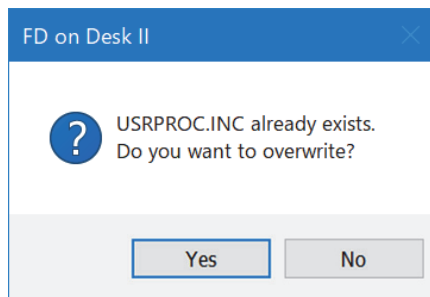 FD on Desk II
USRPROC.INC already exists.
Do you want to overwrite?
Yes
No